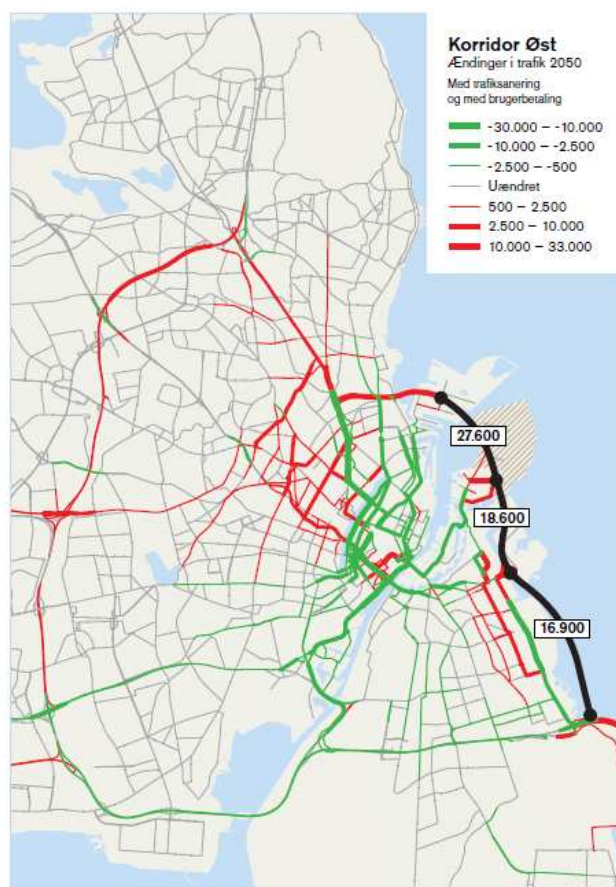 Korridor Øst
Ændinger i trafik 2050
Med trafiksanering
og med brugerbetaling
-30.000 – -10.000
-10.000 – -2.500
-2.500 – -500
Uændret
500 – 2.500
2.500 – 10.000
10.000 – 33.000
27.600
18.600
16.900